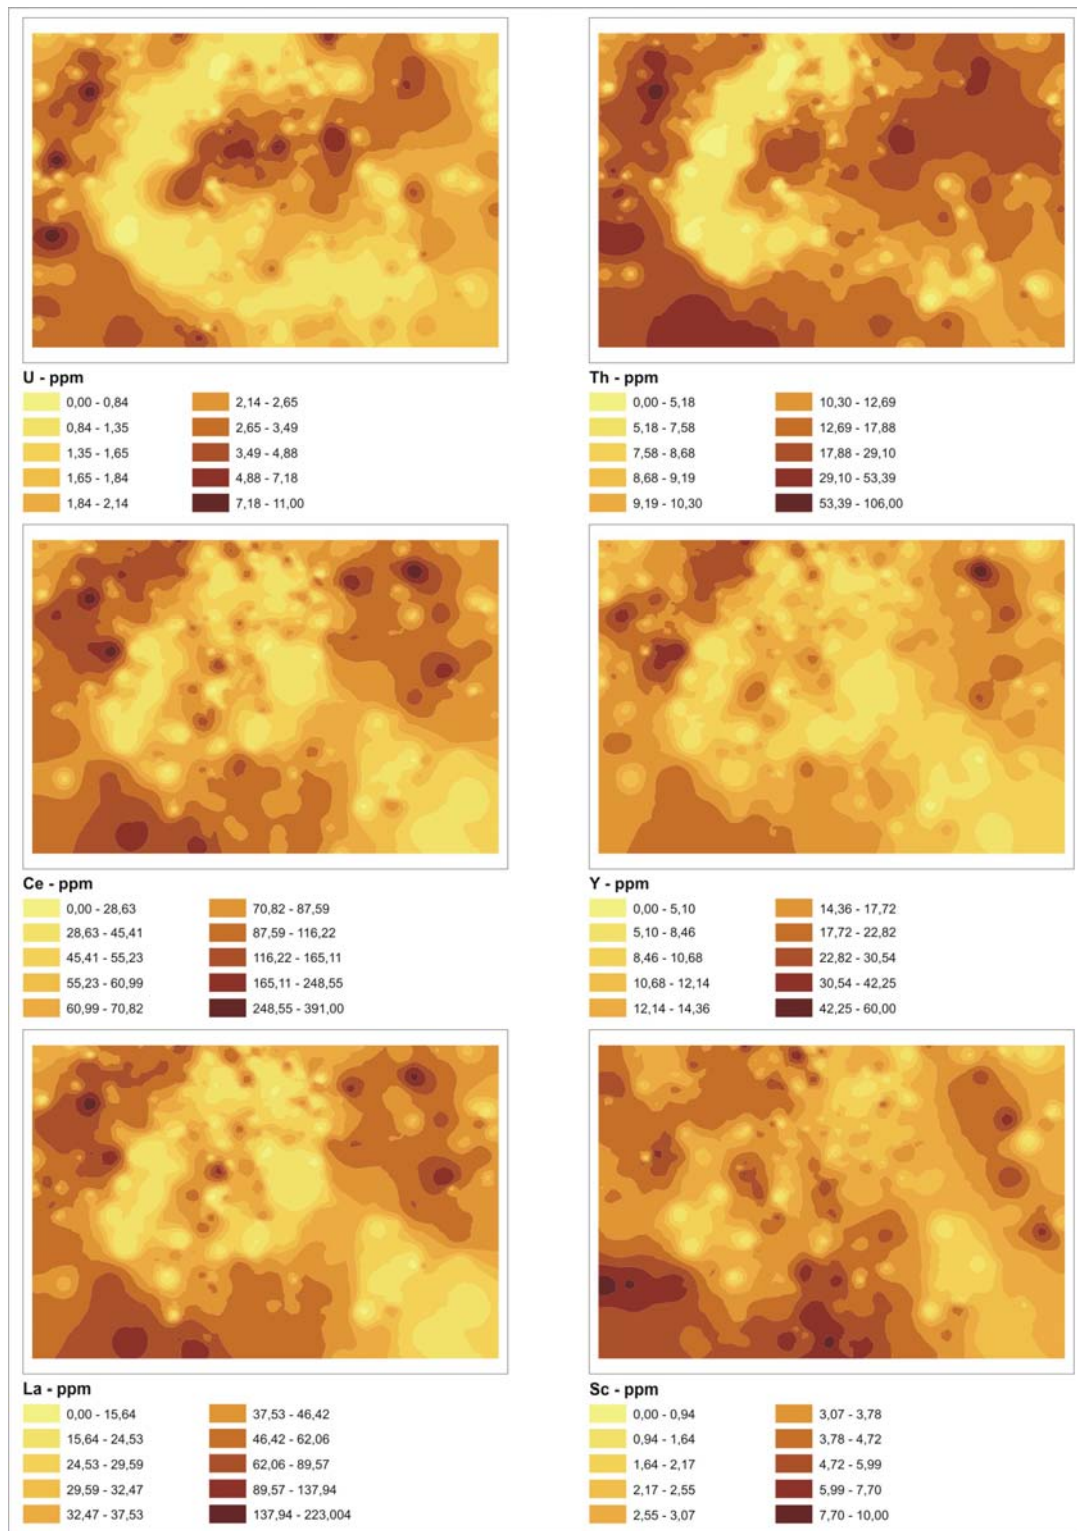 U - ppm
0,00 - 0,84
0,84 - 1,35
1,35 - 1,65
1,65 - 1,84
1,84 - 2,14
2,14 - 2,65
2,65 - 3,49
3,49 - 4,88
4,88 - 7,18
7,18 - 11,00
Th - ppm
0,00 - 5,18
5,18 - 7,58
7,58 - 8,68
8,68 - 9,19
9,19 - 10,30
10,30 - 12,69
12,69 - 17,88
17,88 - 29,10
29,10 - 53,39
53,39 - 106,00
Ce - ppm
0,00 - 28,63
28,63 - 45,41
45,41 - 55,23
55,23 - 60,99
60,99 - 70,82
70,82 - 87,59
87,59 - 116,22
116,22 - 165,11
165,11 - 248,55
248,55 - 391,00
Y - ppm
0,00 - 5,10
5,10 - 8,46
8,46 - 10,68
10,68 - 12,14
12,14 - 14,36
14,36 - 17,72
17,72 - 22,82
22,82 - 30,54
30,54 - 42,25
42,25 - 60,00
La - ppm
0,00 - 15,64
15,64 - 24,53
24,53 - 29,59
29,59 - 32,47
32,47 - 37,53
37,53 - 46,42
46,42 - 62,06
62,06 - 89,57
89,57 - 137,94
137,94 - 223,004
Sc - ppm
0,00 - 0,94
0,94 - 1,64
1,64 - 2,17
2,17 - 2,55
2,55 - 3,07
3,07 - 3,78
3,78 - 4,72
4,72 - 5,99
5,99 - 7,70
7,70 - 10,00